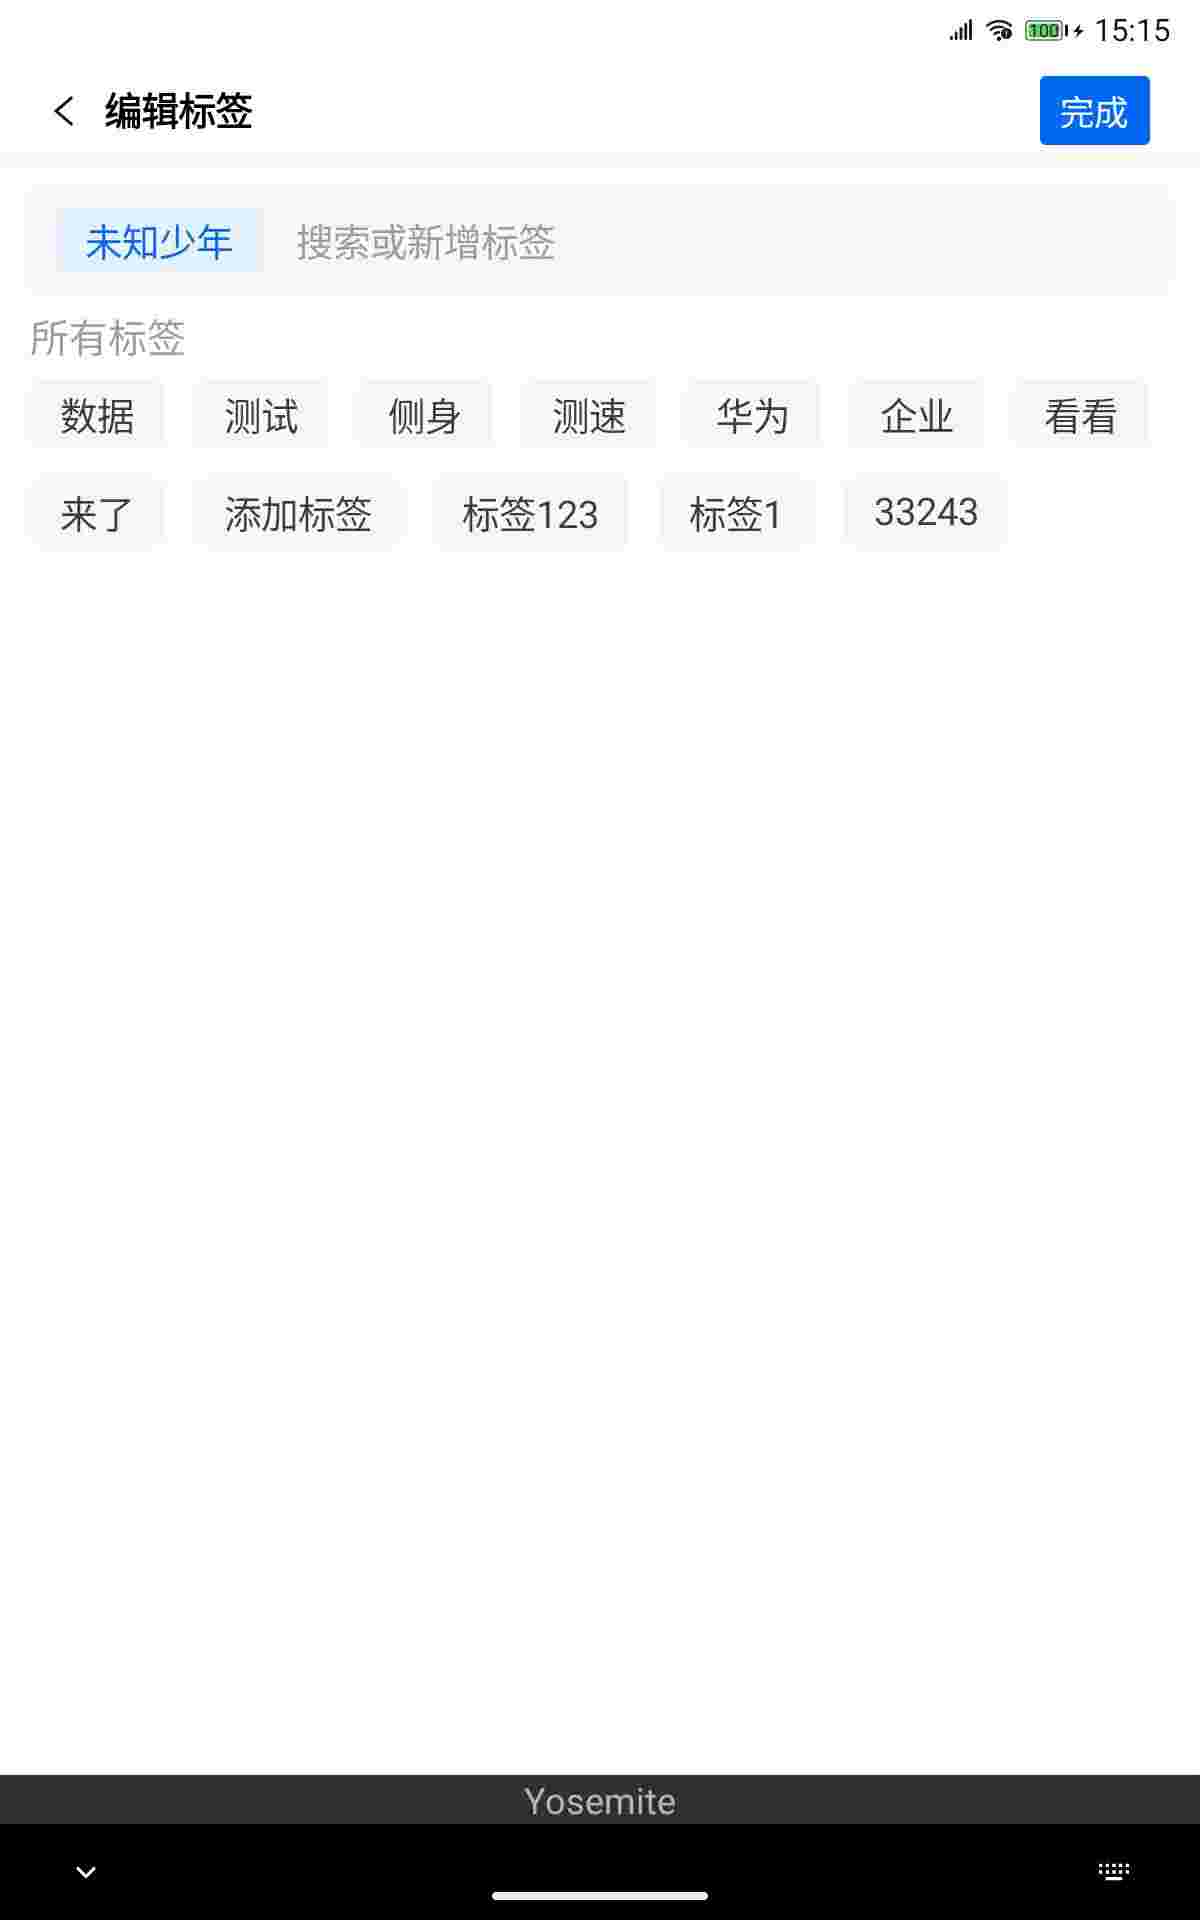 100 15:15
编辑标签 完成
未知少年 搜索或新增标签
所有标签
数据 测试 侧身 测速 华为 企业 看看
来了 添加标签 标签123 标签1 33243
Yosemite